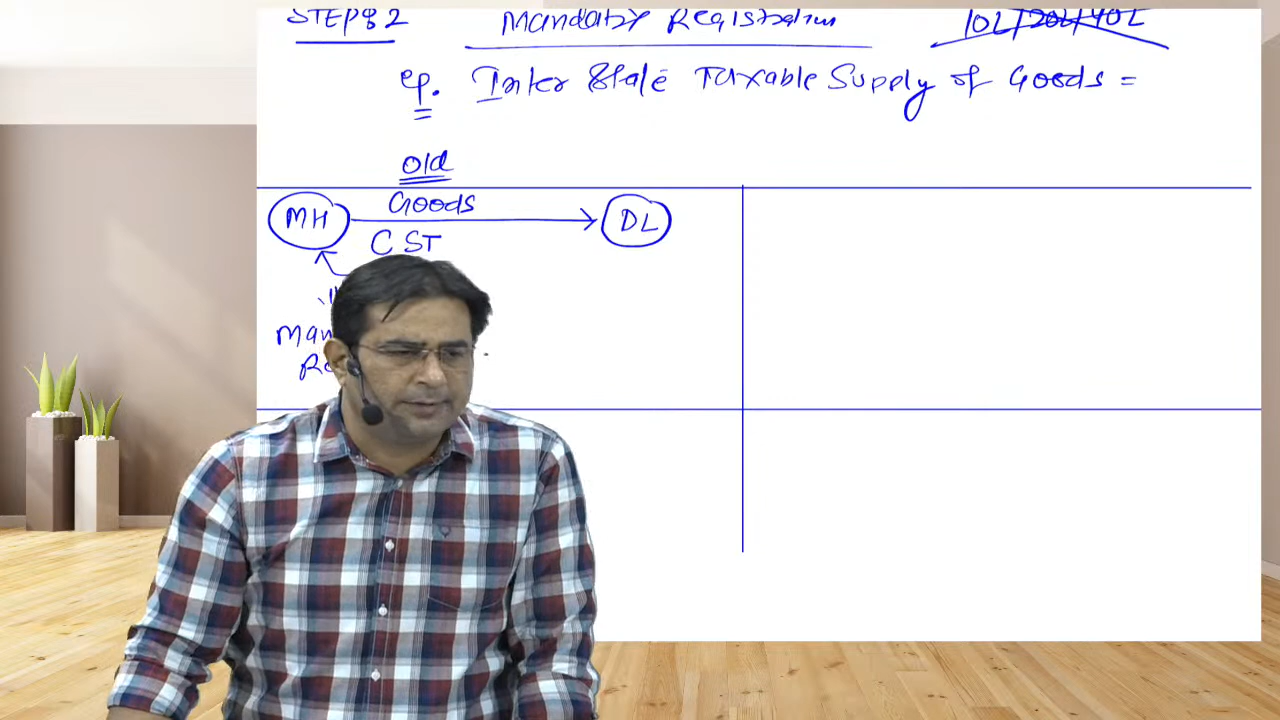 STEP 2
Mandatory Registration
10L/20L/40L
eg. Inter State Taxable Supply of Goods =
Old
Goods
MH
DL
CST